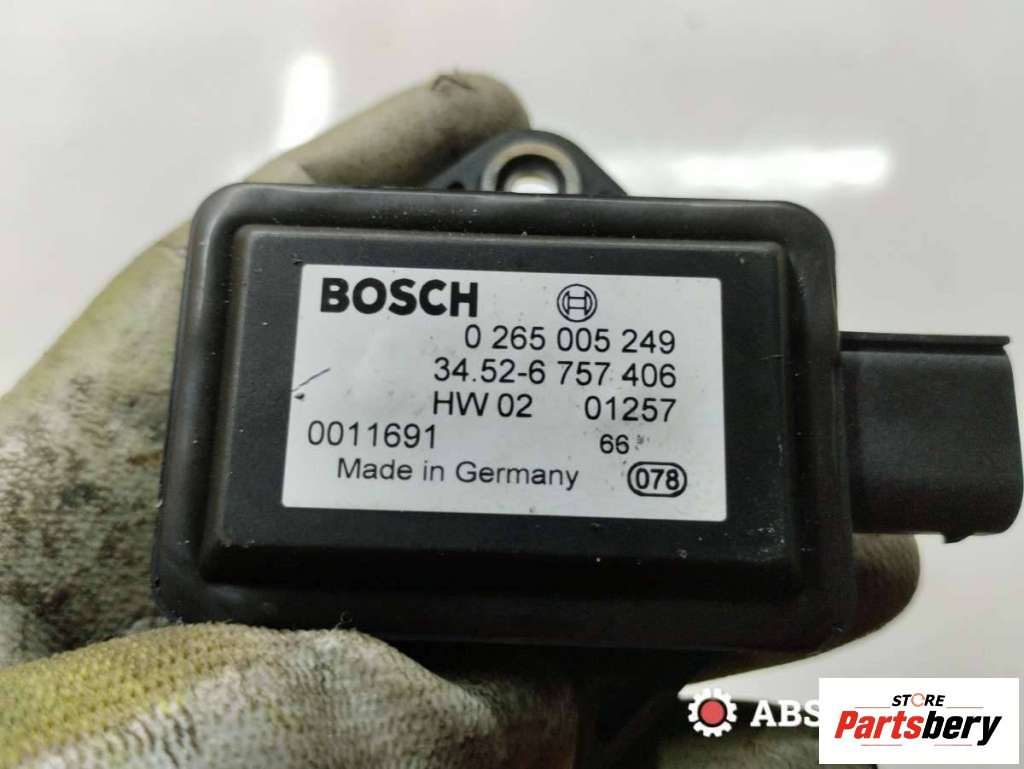 BOSCH
0 265 005 249
34.52-6 757 406
HW 02 01257
0011691 66
Made in Germany 078
ABS
STORE
Partsbery